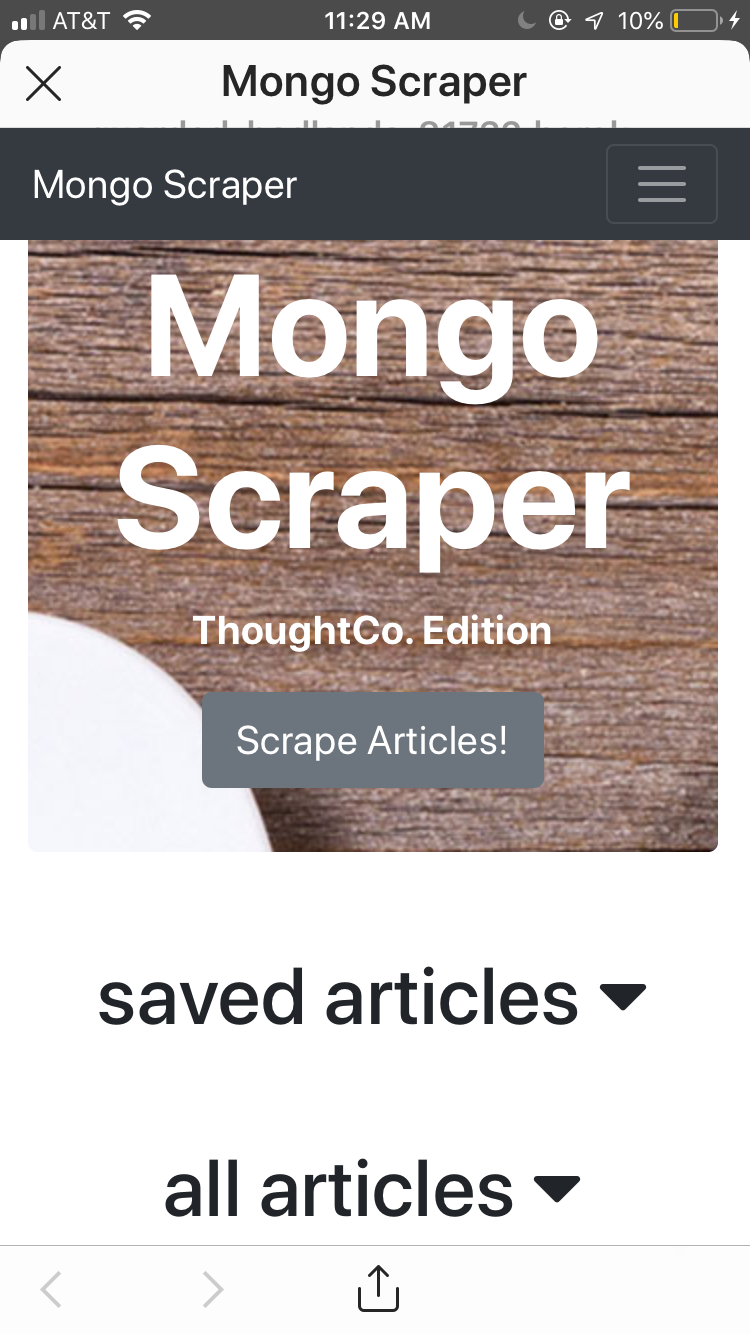 AT&T 11:29 AM 10%
Mongo Scraper
Mongo Scraper
Mongo
Scraper
ThoughtCo. Edition
Scrape Articles!
saved articles
all articles